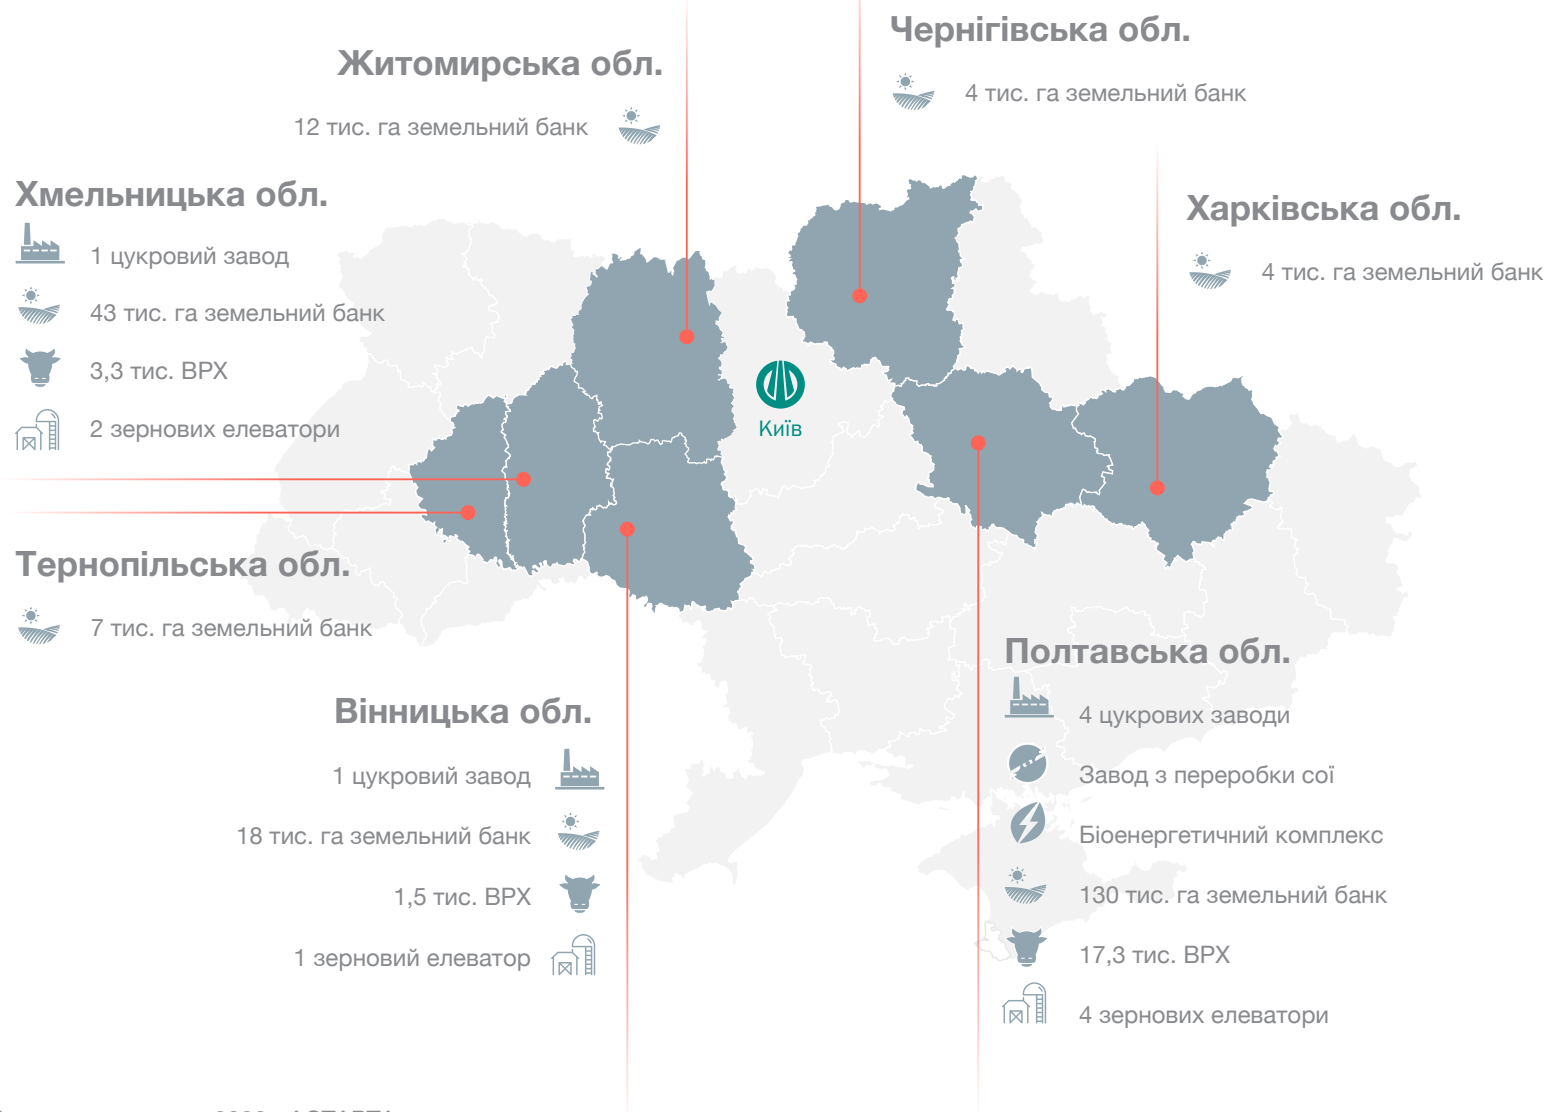 Чернігівська обл.
4 тис. га земельний банк
Житомирська обл.
12 тис. га земельний банк
Хмельницька обл.
1 цукровий завод
43 тис. га земельний банк
3,3 тис. ВРХ
2 зернових елеватори
Харківська обл.
4 тис. га земельний банк
Київ
Тернопільська обл.
7 тис. га земельний банк
Вінницька обл.
1 цукровий завод
18 тис. га земельний банк
1,5 тис. ВРХ
1 зерновий елеватор
Полтавська обл.
4 цукрових заводи
Завод з переробки сої
Біоенергетичний комплекс
130 тис. га земельний банк
17,3 тис. ВРХ
4 зернових елеватори